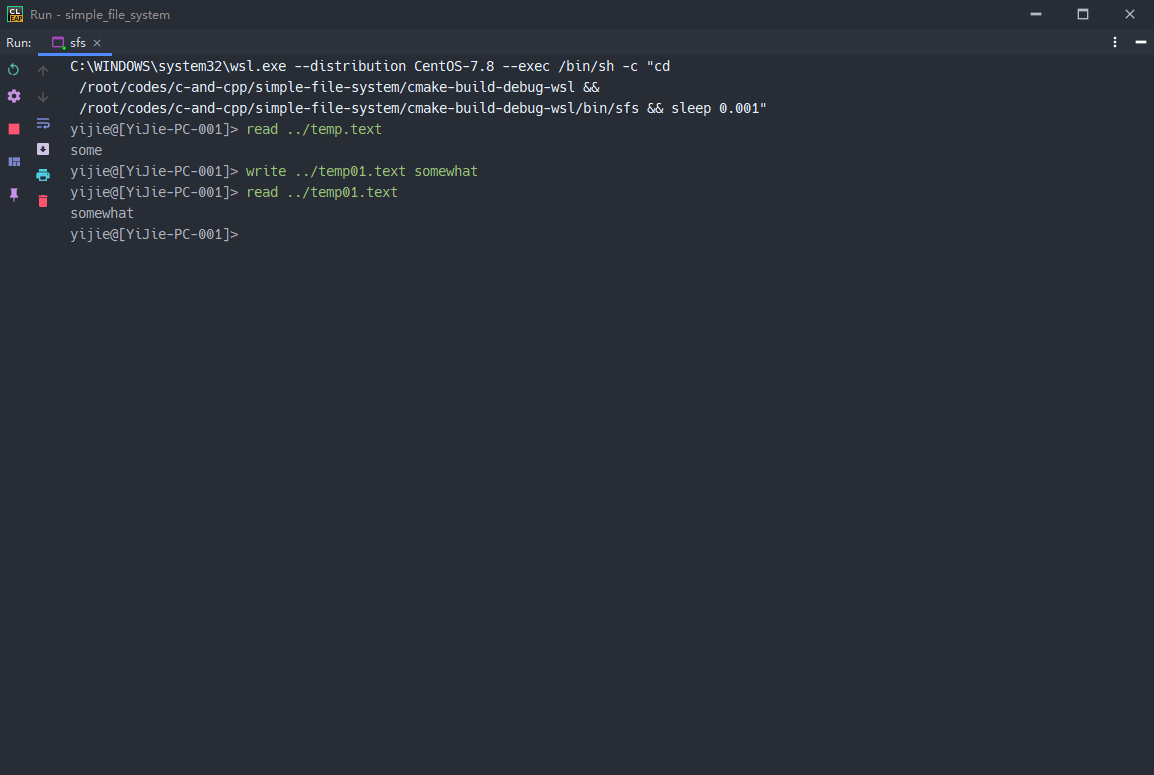 CL
EAP
Run - simple_file_system
Run:
sfs
C:\WINDOWS\system32\wsl.exe --distribution CentOS-7.8 --exec /bin/sh -c "cd
/root/codes/c-and-cpp/simple-file-system/cmake-build-debug-wsl &&
/root/codes/c-and-cpp/simple-file-system/cmake-build-debug-wsl/bin/sfs && sleep 0.001"
yijie@[YiJie-PC-001]> read ../temp.text
some
yijie@[YiJie-PC-001]> write ../temp01.text somewhat
yijie@[YiJie-PC-001]> read ../temp01.text
somewhat
yijie@[YiJie-PC-001]>